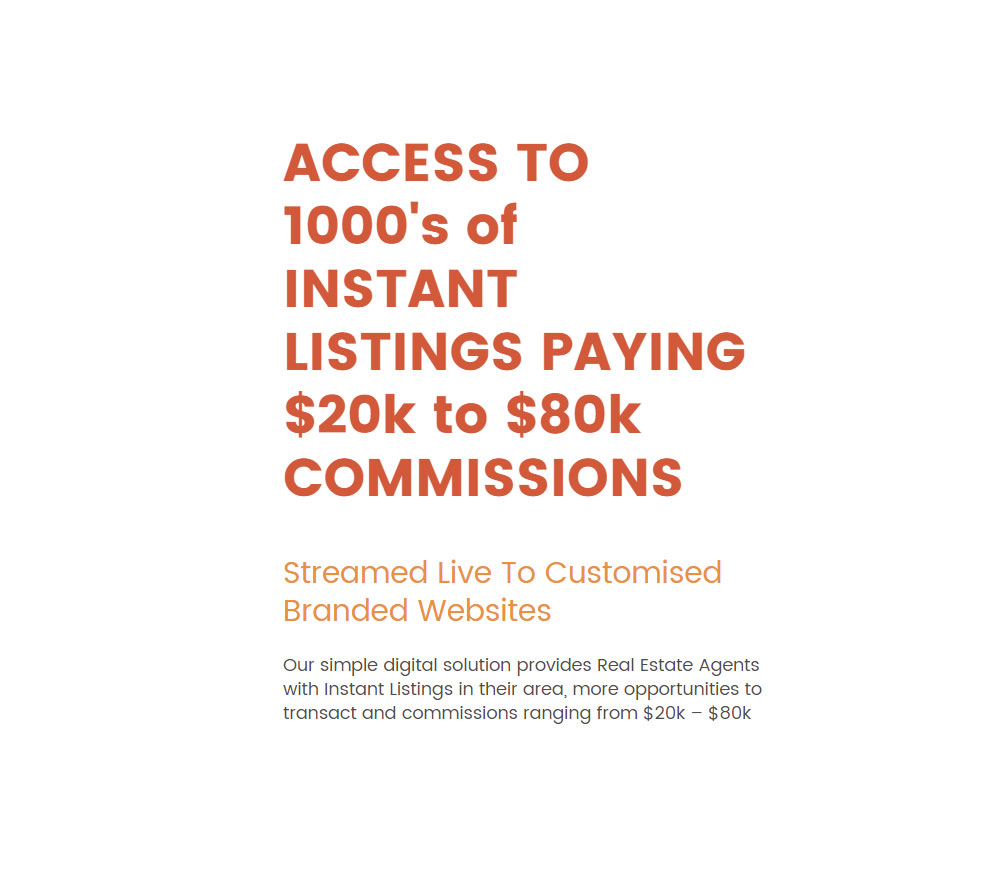 ACCESS TO
1000's of
INSTANT
LISTINGS PAYING
$20k to $80k
COMMISSIONS
Streamed Live To Customised
Branded Websites
Our simple digital solution provides Real Estate Agents
with Instant Listings in their area, more opportunities to
transact and commissions ranging from $20k – $80k